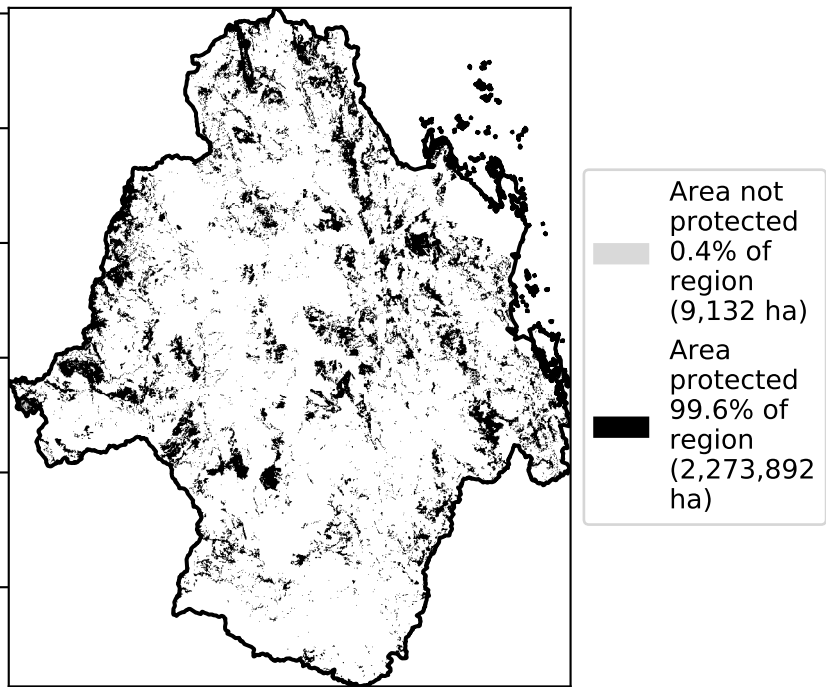 Area not
protected
0.4% of
region
(9,132 ha)
Area
protected
99.6% of
region
(2,273,892
ha)